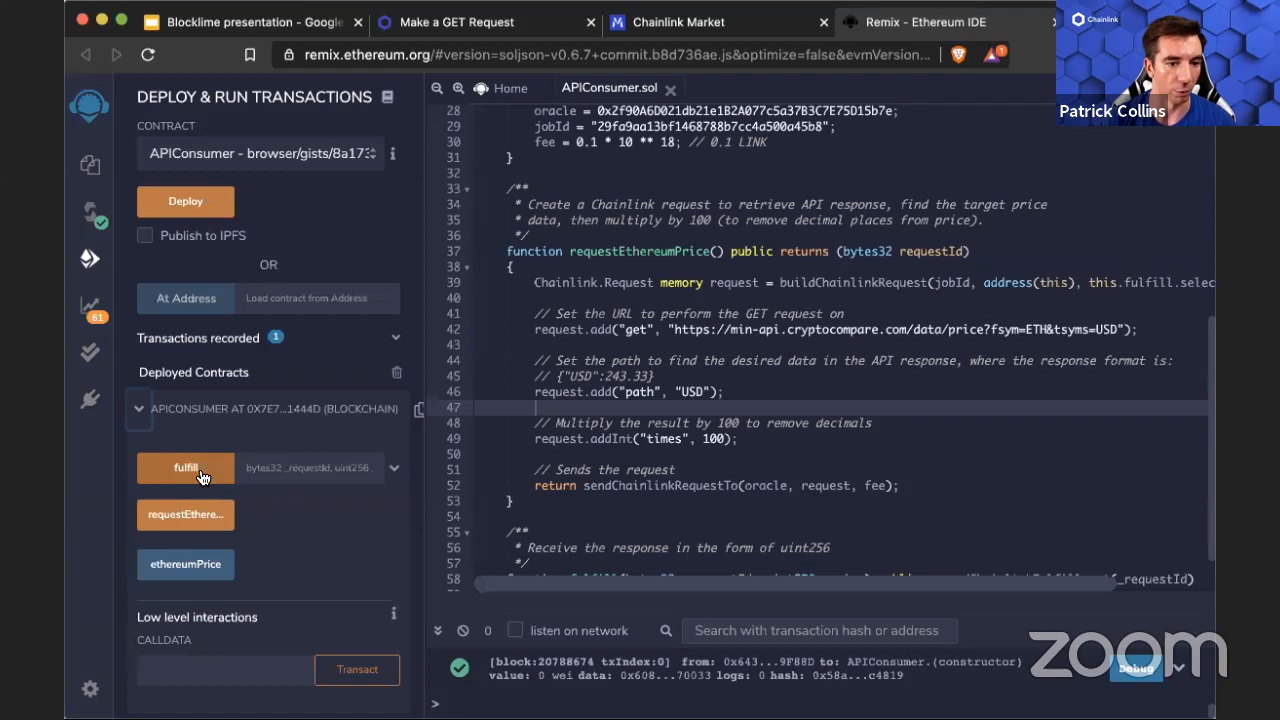 Blocklime presentation - Google
Make a GET Request
Chainlink Market
Remix - Ethereum IDE
remix.ethereum.org/#version=soljson-v0.6.7+commit.b8d736ae.js&optimize=false&evmVersion...
1
Chainlink
Patrick Collins
DEPLOY & RUN TRANSACTIONS
CONTRACT
APIConsumer - browser/gists/8a173
i
Deploy
Publish to IPFS
OR
At Address
Load contract from Address
61
Transactions recorded 1
Deployed Contracts
APICONSUMER AT 0X7E7...1444D (BLOCKCHAIN)
fulfill
bytes32 _requestId, uint256
requestEthere...
ethereumPrice
Low level interactions
i
CALLDATA
Transact
Home
APIConsumer.sol
28 oracle = 0x2f90A6D021db21e1B2A077c5a37B3C7E75D15b7e;
29 jobId = "29fa9aa13bf1468788b7cc4a500a45b8";
30 fee = 0.1 * 10 ** 18; // 0.1 LINK
31 }
32
33 /**
34 * Create a Chainlink request to retrieve API response, find the target price
35 * data, then multiply by 100 (to remove decimal places from price).
36 */
37 function requestEthereumPrice() public returns (bytes32 requestId)
38 {
39 Chainlink.Request memory request = buildChainlinkRequest(jobId, address(this), this.fulfill.selec
40
41 // Set the URL to perform the GET request on
42 request.add("get", "https://min-api.cryptocompare.com/data/price?fsym=ETH&tsyms=USD");
43
44 // Set the path to find the desired data in the API response, where the response format is:
45 // {"USD":243.33}
46 request.add("path", "USD");
47
48 // Multiply the result by 100 to remove decimals
49 request.addInt("times", 100);
50
51 // Sends the request
52 return sendChainlinkRequestTo(oracle, request, fee);
53 }
54
55 /**
56 * Receive the response in the form of uint256
57 */
58 _requestId)
0
listen on network
Search with transaction hash or address
[block:20788674 txIndex:0] from: 0x643...9F88D to: APIConsumer.(constructor)
value: 0 wei data: 0x608...70033 logs: 0 hash: 0x58a...c4819
Debug
>
zoom